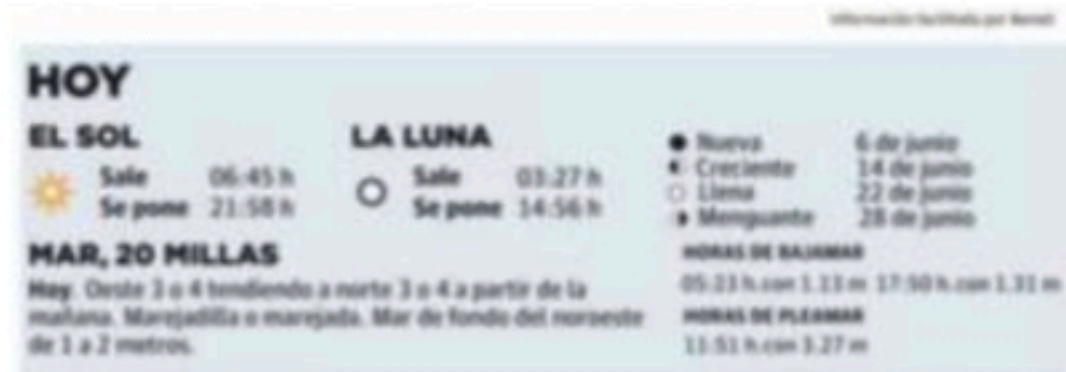 Información facilitada por
HOY
EL SOL
Sale 06:45 h
Se pone 21:58 h
LA LUNA
Sale 03:27 h
Se pone 14:56 h
Nueva 6 de junio
Creciente 14 de junio
Llena 22 de junio
Menguante 28 de junio
MAR, 20 MILLAS
Hoy. Oeste 3 o 4 tendiendo a norte 3 o 4 a partir de la
mañana. Marejadilla o marejada. Mar de fondo del noroeste
de 1 a 2 metros.
HORAS DE BAJAMAR
05:23 h.con 1.13 m 17:50 h.con 1.31 m
HORAS DE PLEAMAR
11:51 h.con 3.27 m